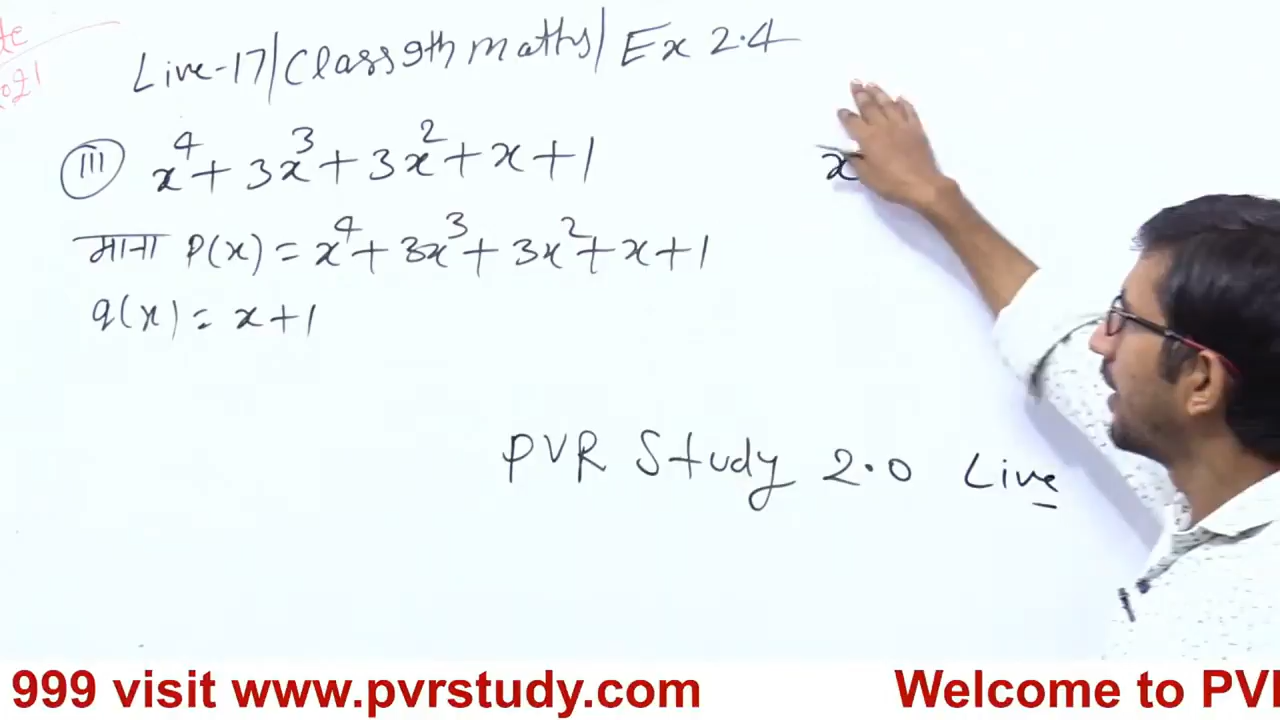 Live-17/Class 9th maths/ Ex 2.4
III x⁴ + 3x³ + 3x² + x + 1
माना P(x) = x⁴ + 3x³ + 3x² + x + 1
q(x) = x + 1
x
PVR Study 2.0 Live
999 visit www.pvrstudy.com
Welcome to